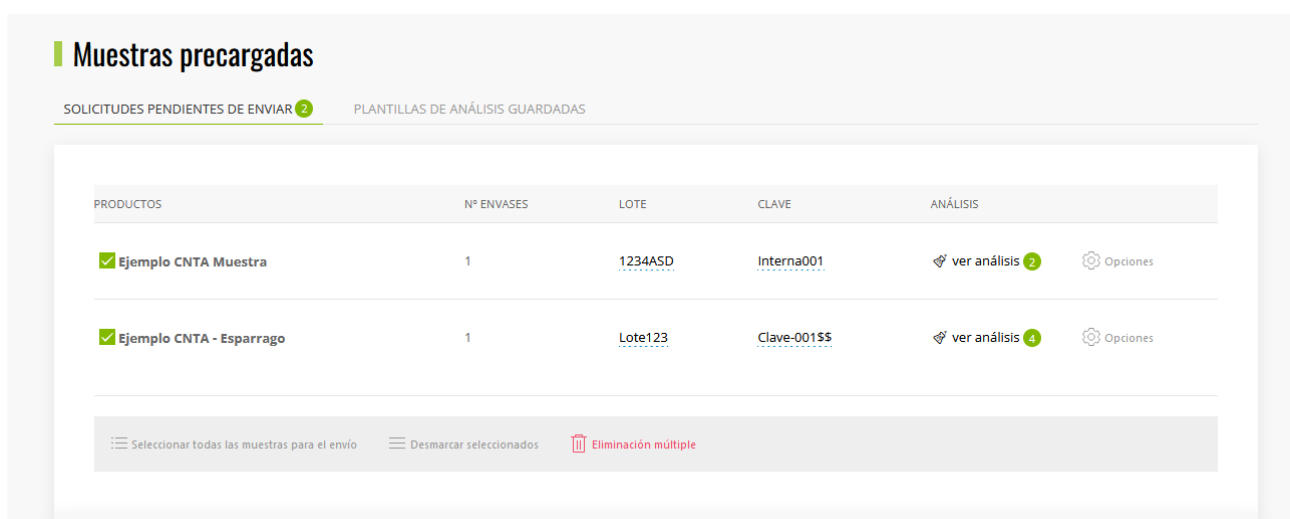 Muestras precargadas
SOLICITUDES PENDIENTES DE ENVIAR 2 PLANTILLAS DE ANÁLISIS GUARDADAS
PRODUCTOS Nº ENVASES LOTE CLAVE ANÁLISIS
Ejemplo CNTA Muestra 1 1234ASD Interna001 ver análisis 2 Opciones
Ejemplo CNTA - Esparrago 1 Lote123 Clave-001$$ ver análisis 4 Opciones
Seleccionar todas las muestras para el envío Desmarcar seleccionados Eliminación múltiple